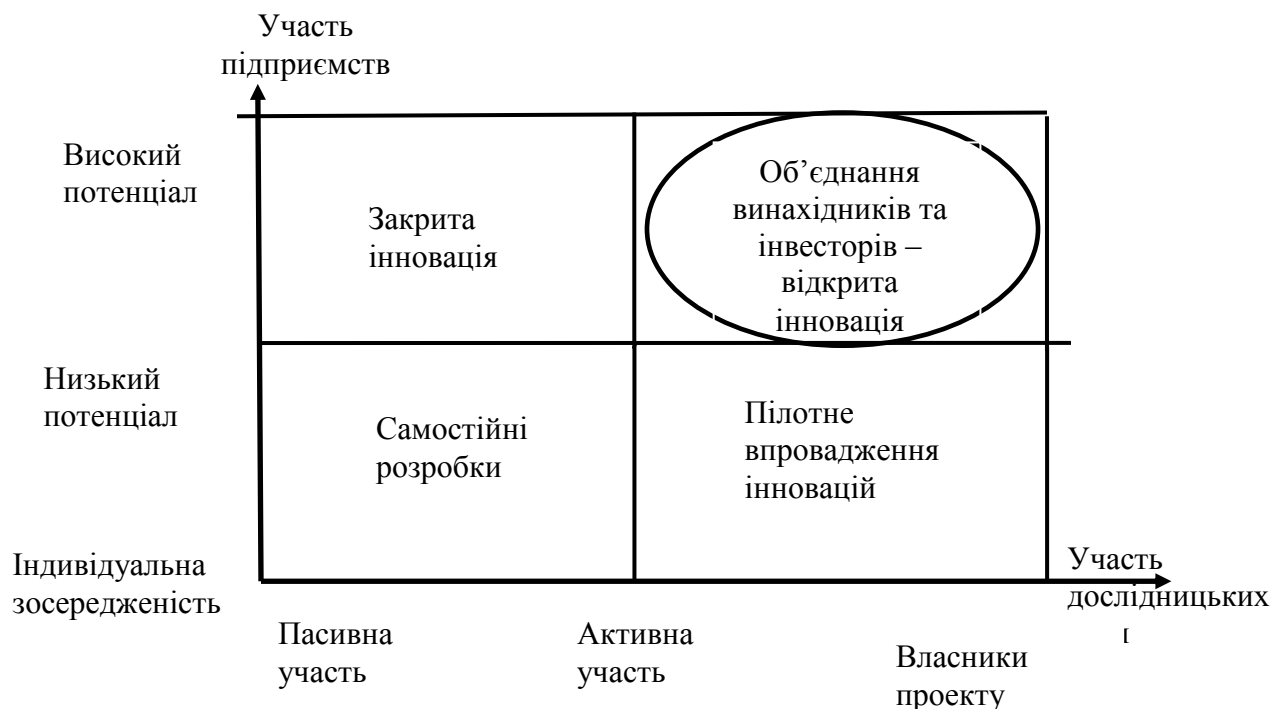 Участь
підприємств
Високий
потенціал
Закрита
інновація
Об’єднання
винахідників та
інвесторів –
відкрита
інновація
Низький
потенціал
Самостійні
розробки
Пілотне
впровадження
інновацій
Індивідуальна
зосередженість
Участь
дослідницьких
Пасивна
участь
Активна
участь
Власники
проекту